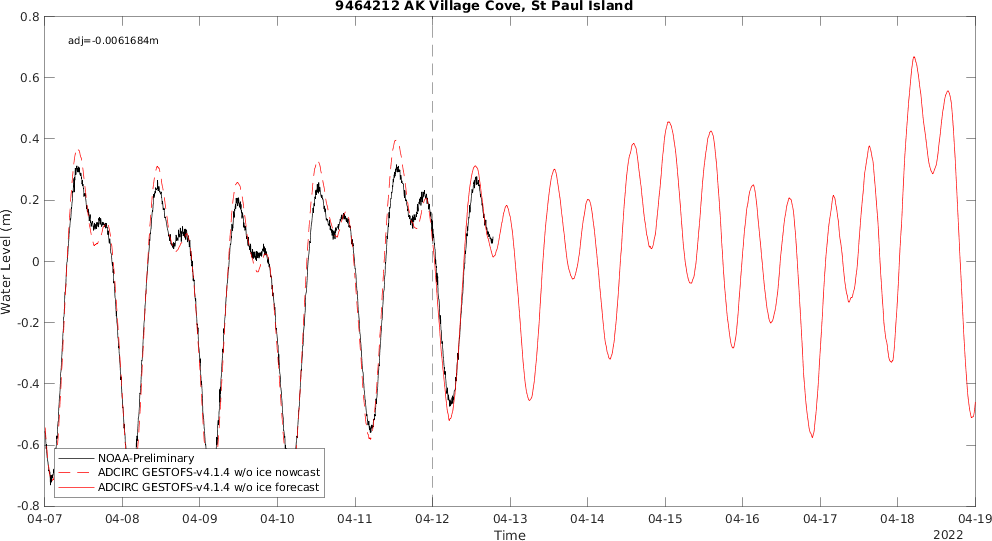 9464212 AK Village Cove, St Paul Island
adj=-0.0061684m
0.8
0.6
0.4
0.2
0
-0.2
-0.4
-0.6
-0.8
Water Level (m)
NOAA-Preliminary
ADCIRC GESTOFS-v4.1.4 w/o ice nowcast
ADCIRC GESTOFS-v4.1.4 w/o ice forecast
04-07 04-08 04-09 04-10 04-11 04-12 04-13 04-14 04-15 04-16 04-17 04-18 04-19
Time
2022